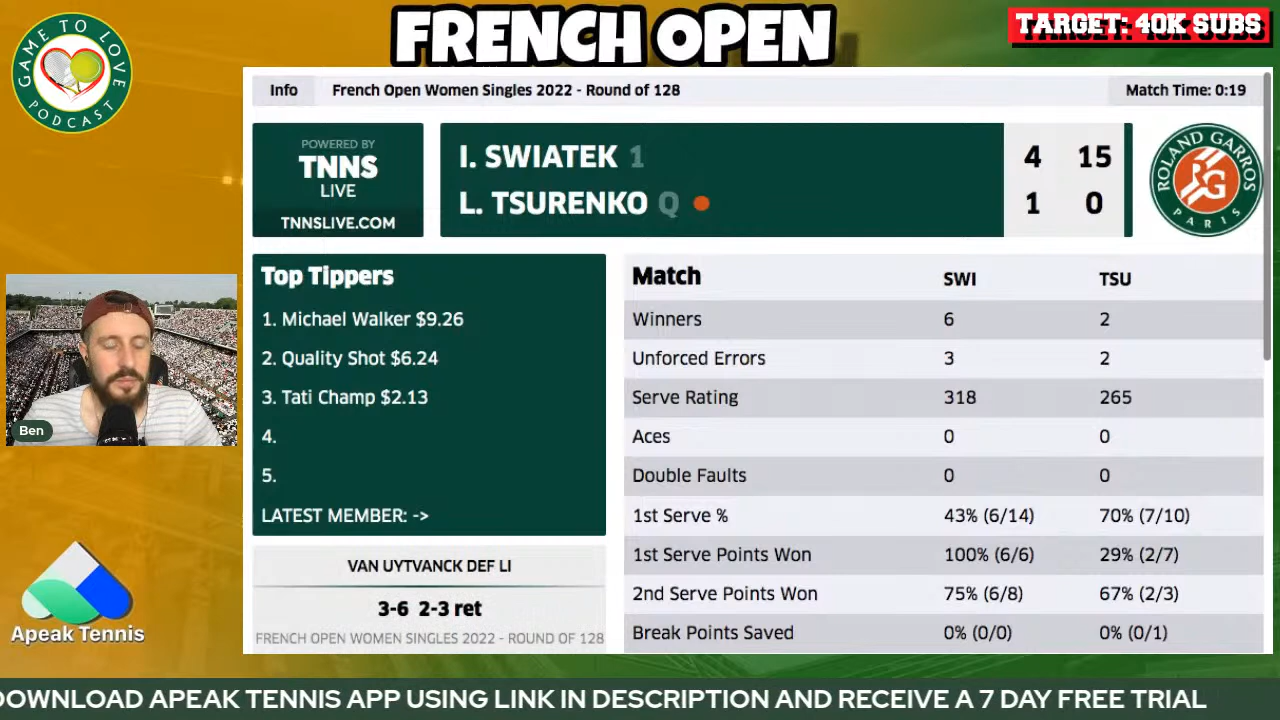 GAME TO LOVE
PODCAST
FRENCH OPEN
TARGET: 40K SUBS
Info French Open Women Singles 2022 - Round of 128 Match Time: 0:19
POWERED BY
TNNS
LIVE
TNNSLIVE.COM
I. SWIATEK 1 4 15
L. TSURENKO Q 1 0
ROLAND GARROS
RG
PARIS
Top Tippers
1. Michael Walker $9.26
2. Quality Shot $6.24
3. Tati Champ $2.13
4.
5.
LATEST MEMBER: ->
VAN UYTVANCK DEF LI
3-6 2-3 ret
FRENCH OPEN WOMEN SINGLES 2022 - ROUND OF 128
Match SWI TSU
Winners 6 2
Unforced Errors 3 2
Serve Rating 318 265
Aces 0 0
Double Faults 0 0
1st Serve % 43% (6/14) 70% (7/10)
1st Serve Points Won 100% (6/6) 29% (2/7)
2nd Serve Points Won 75% (6/8) 67% (2/3)
Break Points Saved 0% (0/0) 0% (0/1)
Ben
Apeak Tennis
DOWNLOAD APEAK TENNIS APP USING LINK IN DESCRIPTION AND RECEIVE A 7 DAY FREE TRIAL